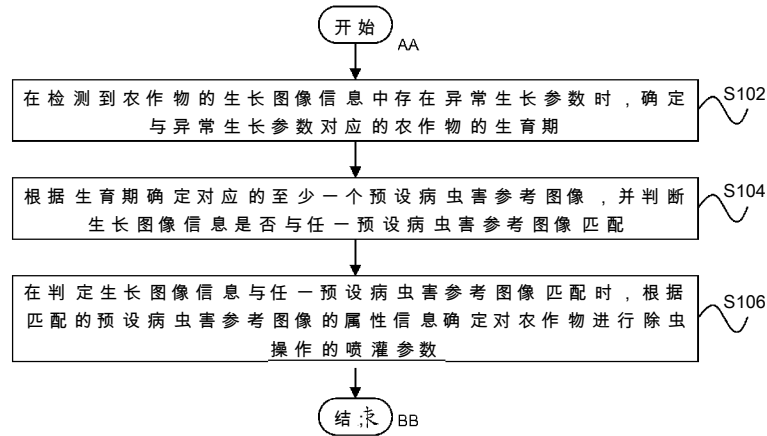 开始
AA
在检测到农作物的生长图像信息中存在异常生长参数时,确定
与异常生长参数对应的农作物的生育期
S102
根据生育期确定对应的至少一个预设病虫害参考图像,并判断
生长图像信息是否与任一预设病虫害参考图像匹配
S104
在判定生长图像信息与任一预设病虫害参考图像匹配时,根据
匹配的预设病虫害参考图像的属性信息确定对农作物进行除虫
操作的喷灌参数
S106
结束
BB